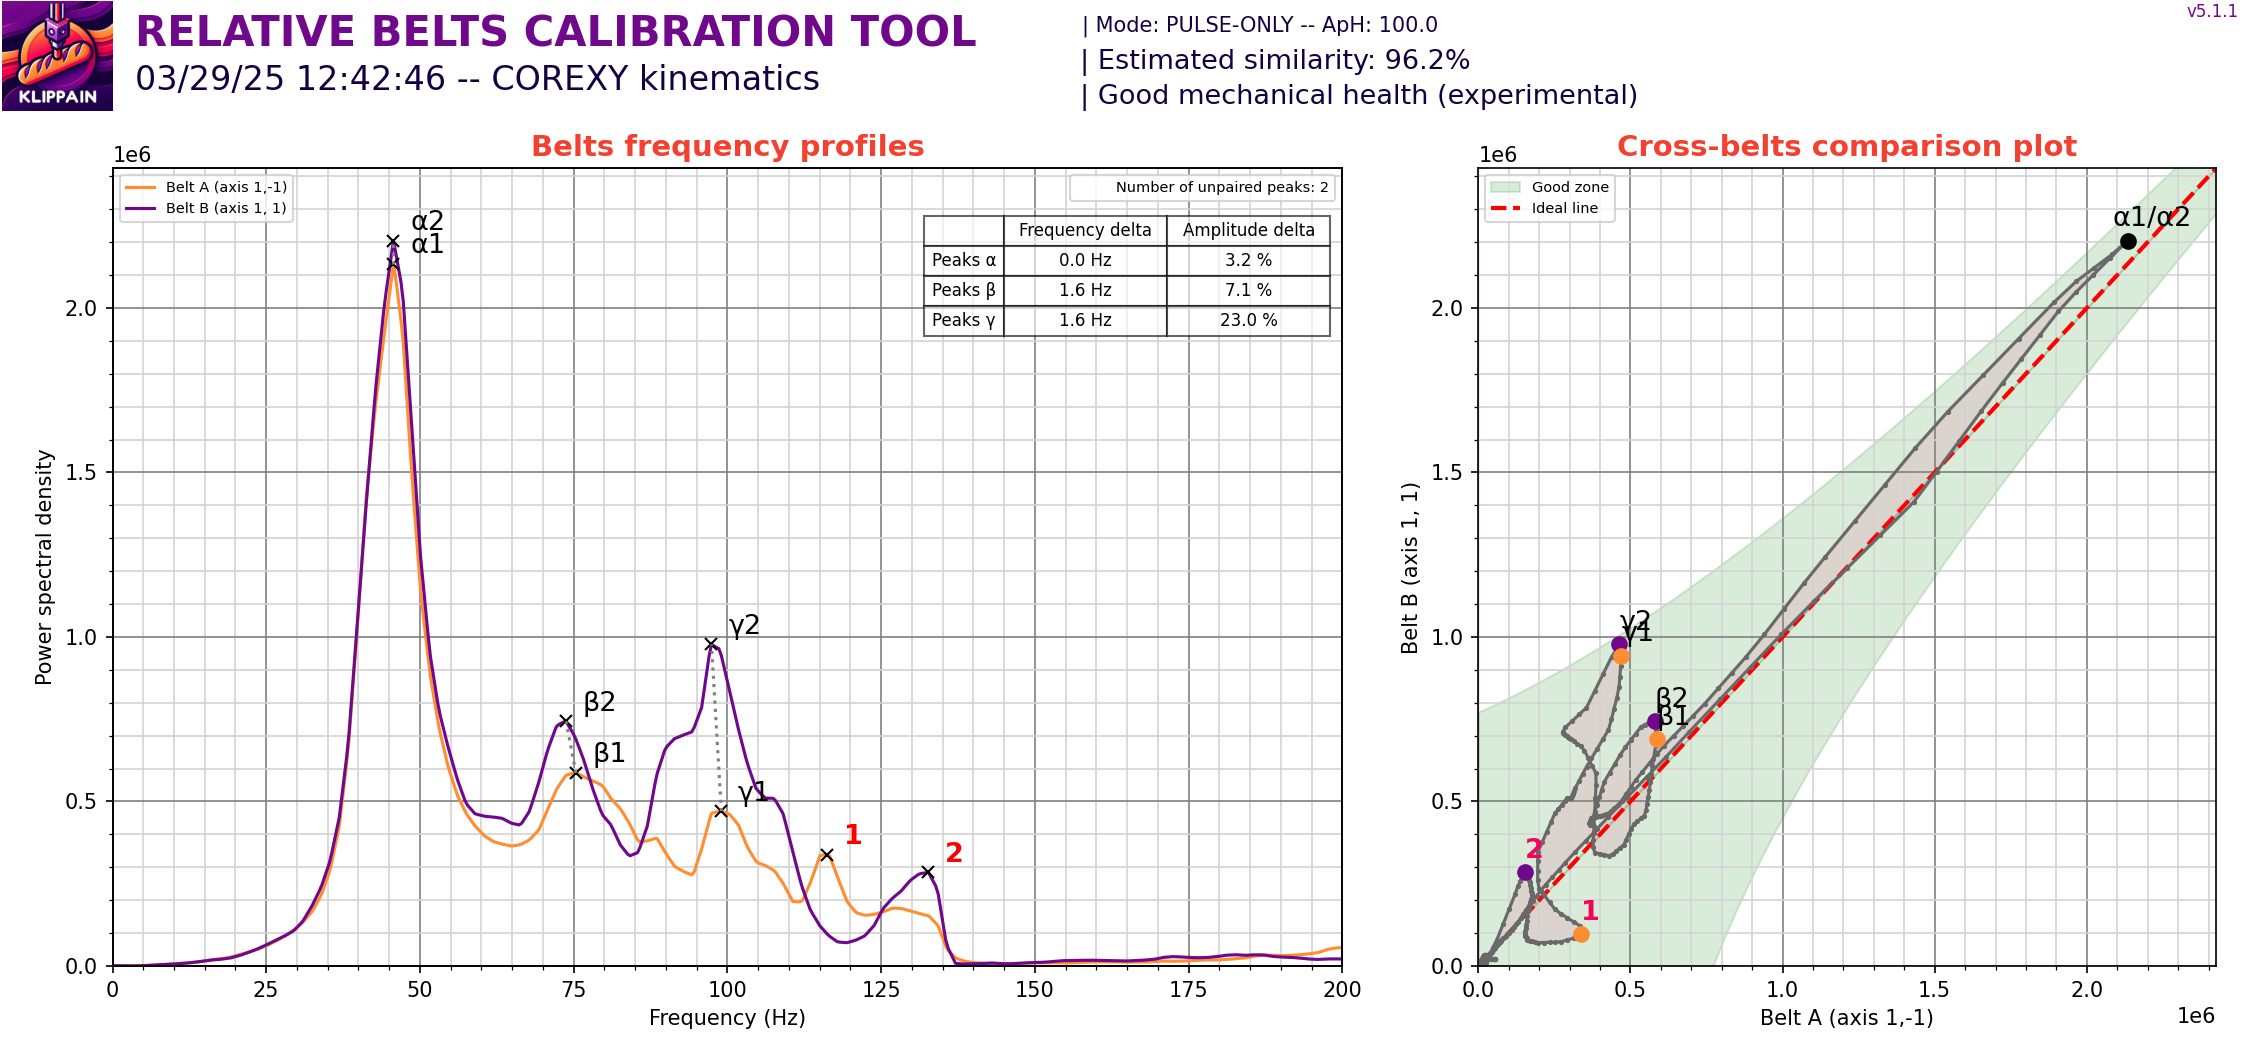 KLIPPAIN
RELATIVE BELTS CALIBRATION TOOL
03/29/25 12:42:46 -- COREXY kinematics
| Mode: PULSE-ONLY -- ApH: 100.0
| Estimated similarity: 96.2%
| Good mechanical health (experimental)
v5.1.1
Belts frequency profiles
1e6
Belt A (axis 1,-1)
Belt B (axis 1, 1)
Number of unpaired peaks: 2
Frequency delta Amplitude delta
Peaks α 0.0 Hz 3.2 %
Peaks β 1.6 Hz 7.1 %
Peaks γ 1.6 Hz 23.0 %
α2
α1
β2
β1
γ2
γ1
1
2
Power spectral density
2.0
1.5
1.0
0.5
0.0
0 25 50 75 100 125 150 175 200
Frequency (Hz)
Cross-belts comparison plot
1e6
Good zone
Ideal line
α1/α2
γ2
γ1
β2
β1
2
1
Belt B (axis 1, 1)
2.0
1.5
1.0
0.5
0.0
0.0 0.5 1.0 1.5 2.0
Belt A (axis 1,-1)
1e6